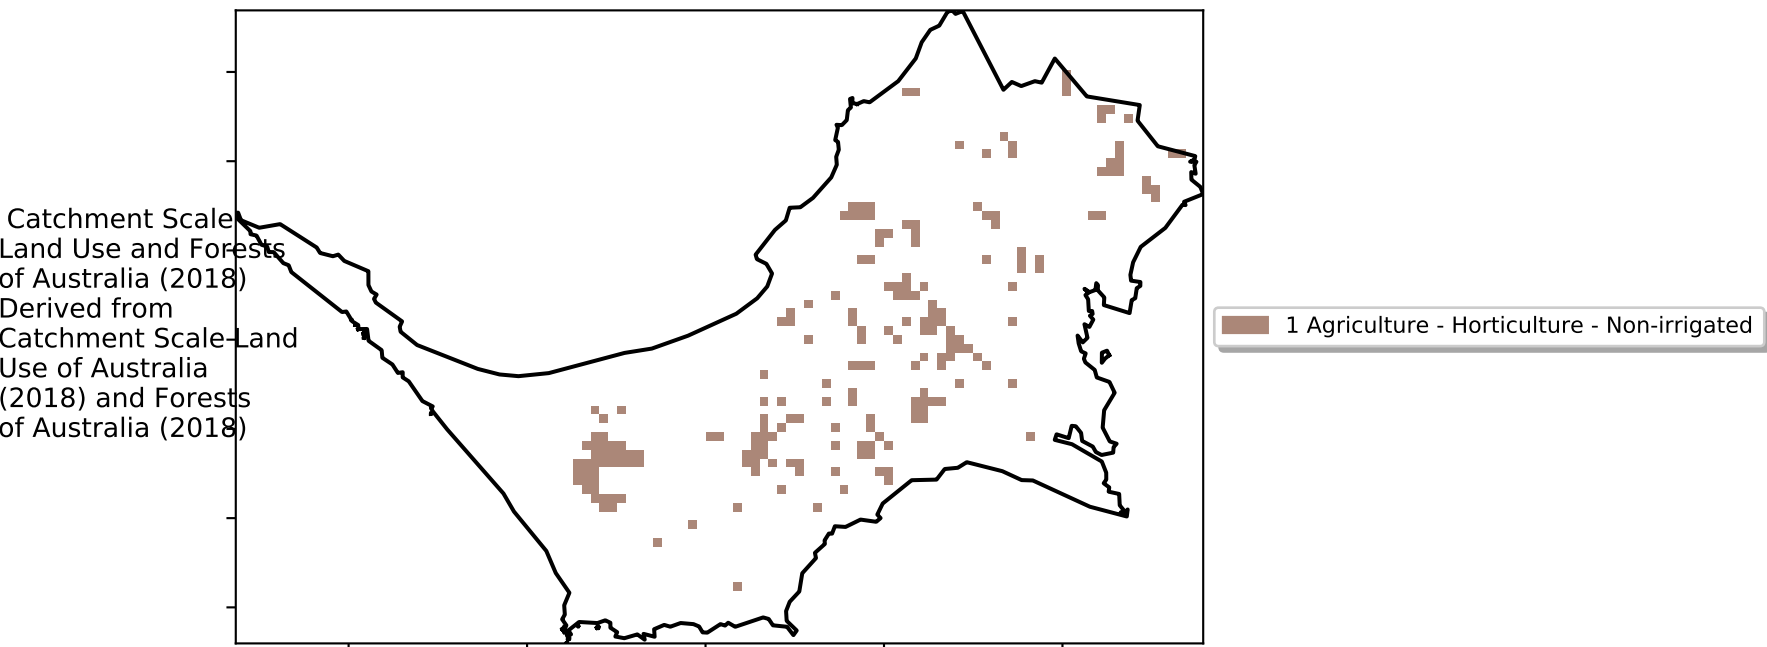 Catchment Scale
Land Use and Forests
of Australia (2018)
Derived from
Catchment Scale Land
Use of Australia
(2018) and Forests
of Australia (2018)
1 Agriculture - Horticulture - Non-irrigated